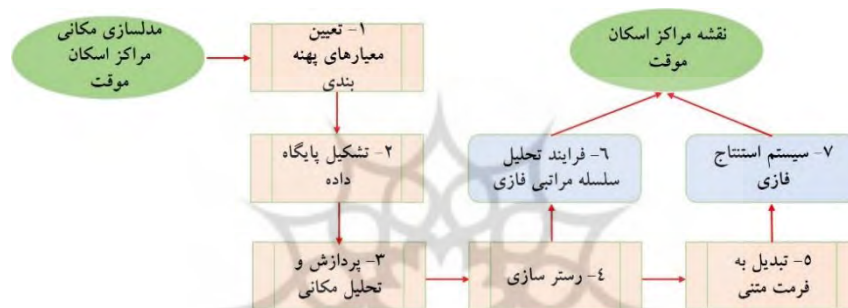 مدلسازی مکانی
مراکز اسکان
موقت
۱- تعیین
معیارهای پهنه
بندی
۲- تشکیل پایگاه
داده
۳- پردازش و
تحلیل مکانی
۴- رستر سازی
۵- تبدیل به
فرمت متنی
۶- فرایند تحلیل
سلسله مراتبی فازی
۷- سیستم استنتاج
فازی
نقشه مراکز اسکان
موقت